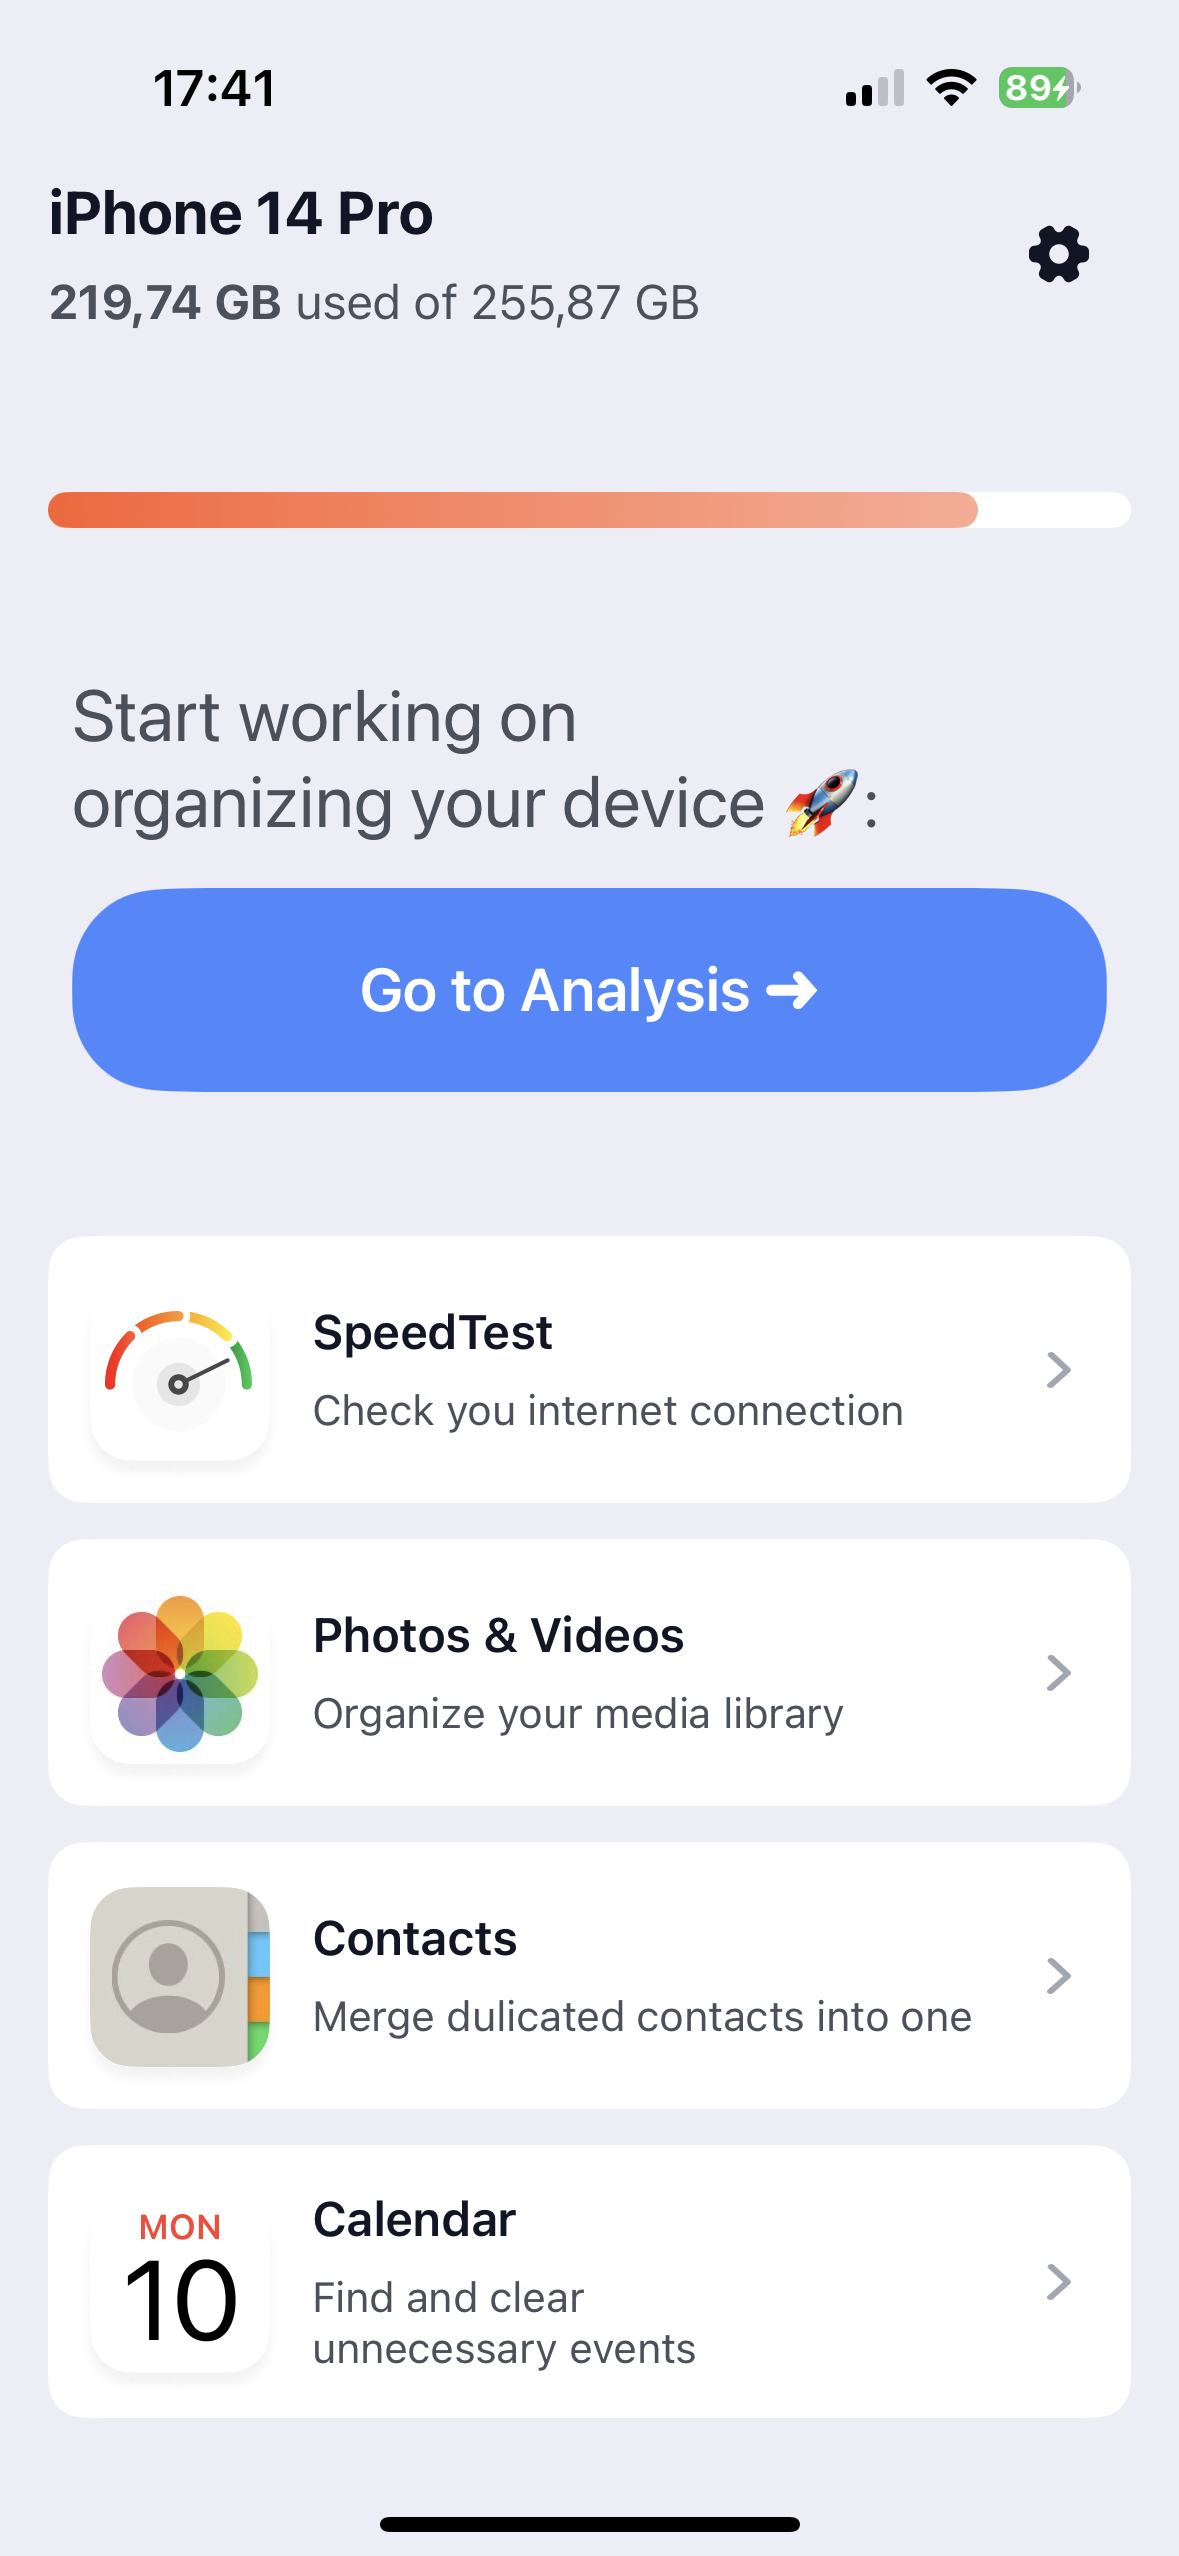 17:41
89
iPhone 14 Pro
219,74 GB used of 255,87 GB
Start working on
organizing your device 🚀:
Go to Analysis ➜
SpeedTest
Check you internet connection
Photos & Videos
Organize your media library
Contacts
Merge dulicated contacts into one
MON
10
Calendar
Find and clear
unnecessary events